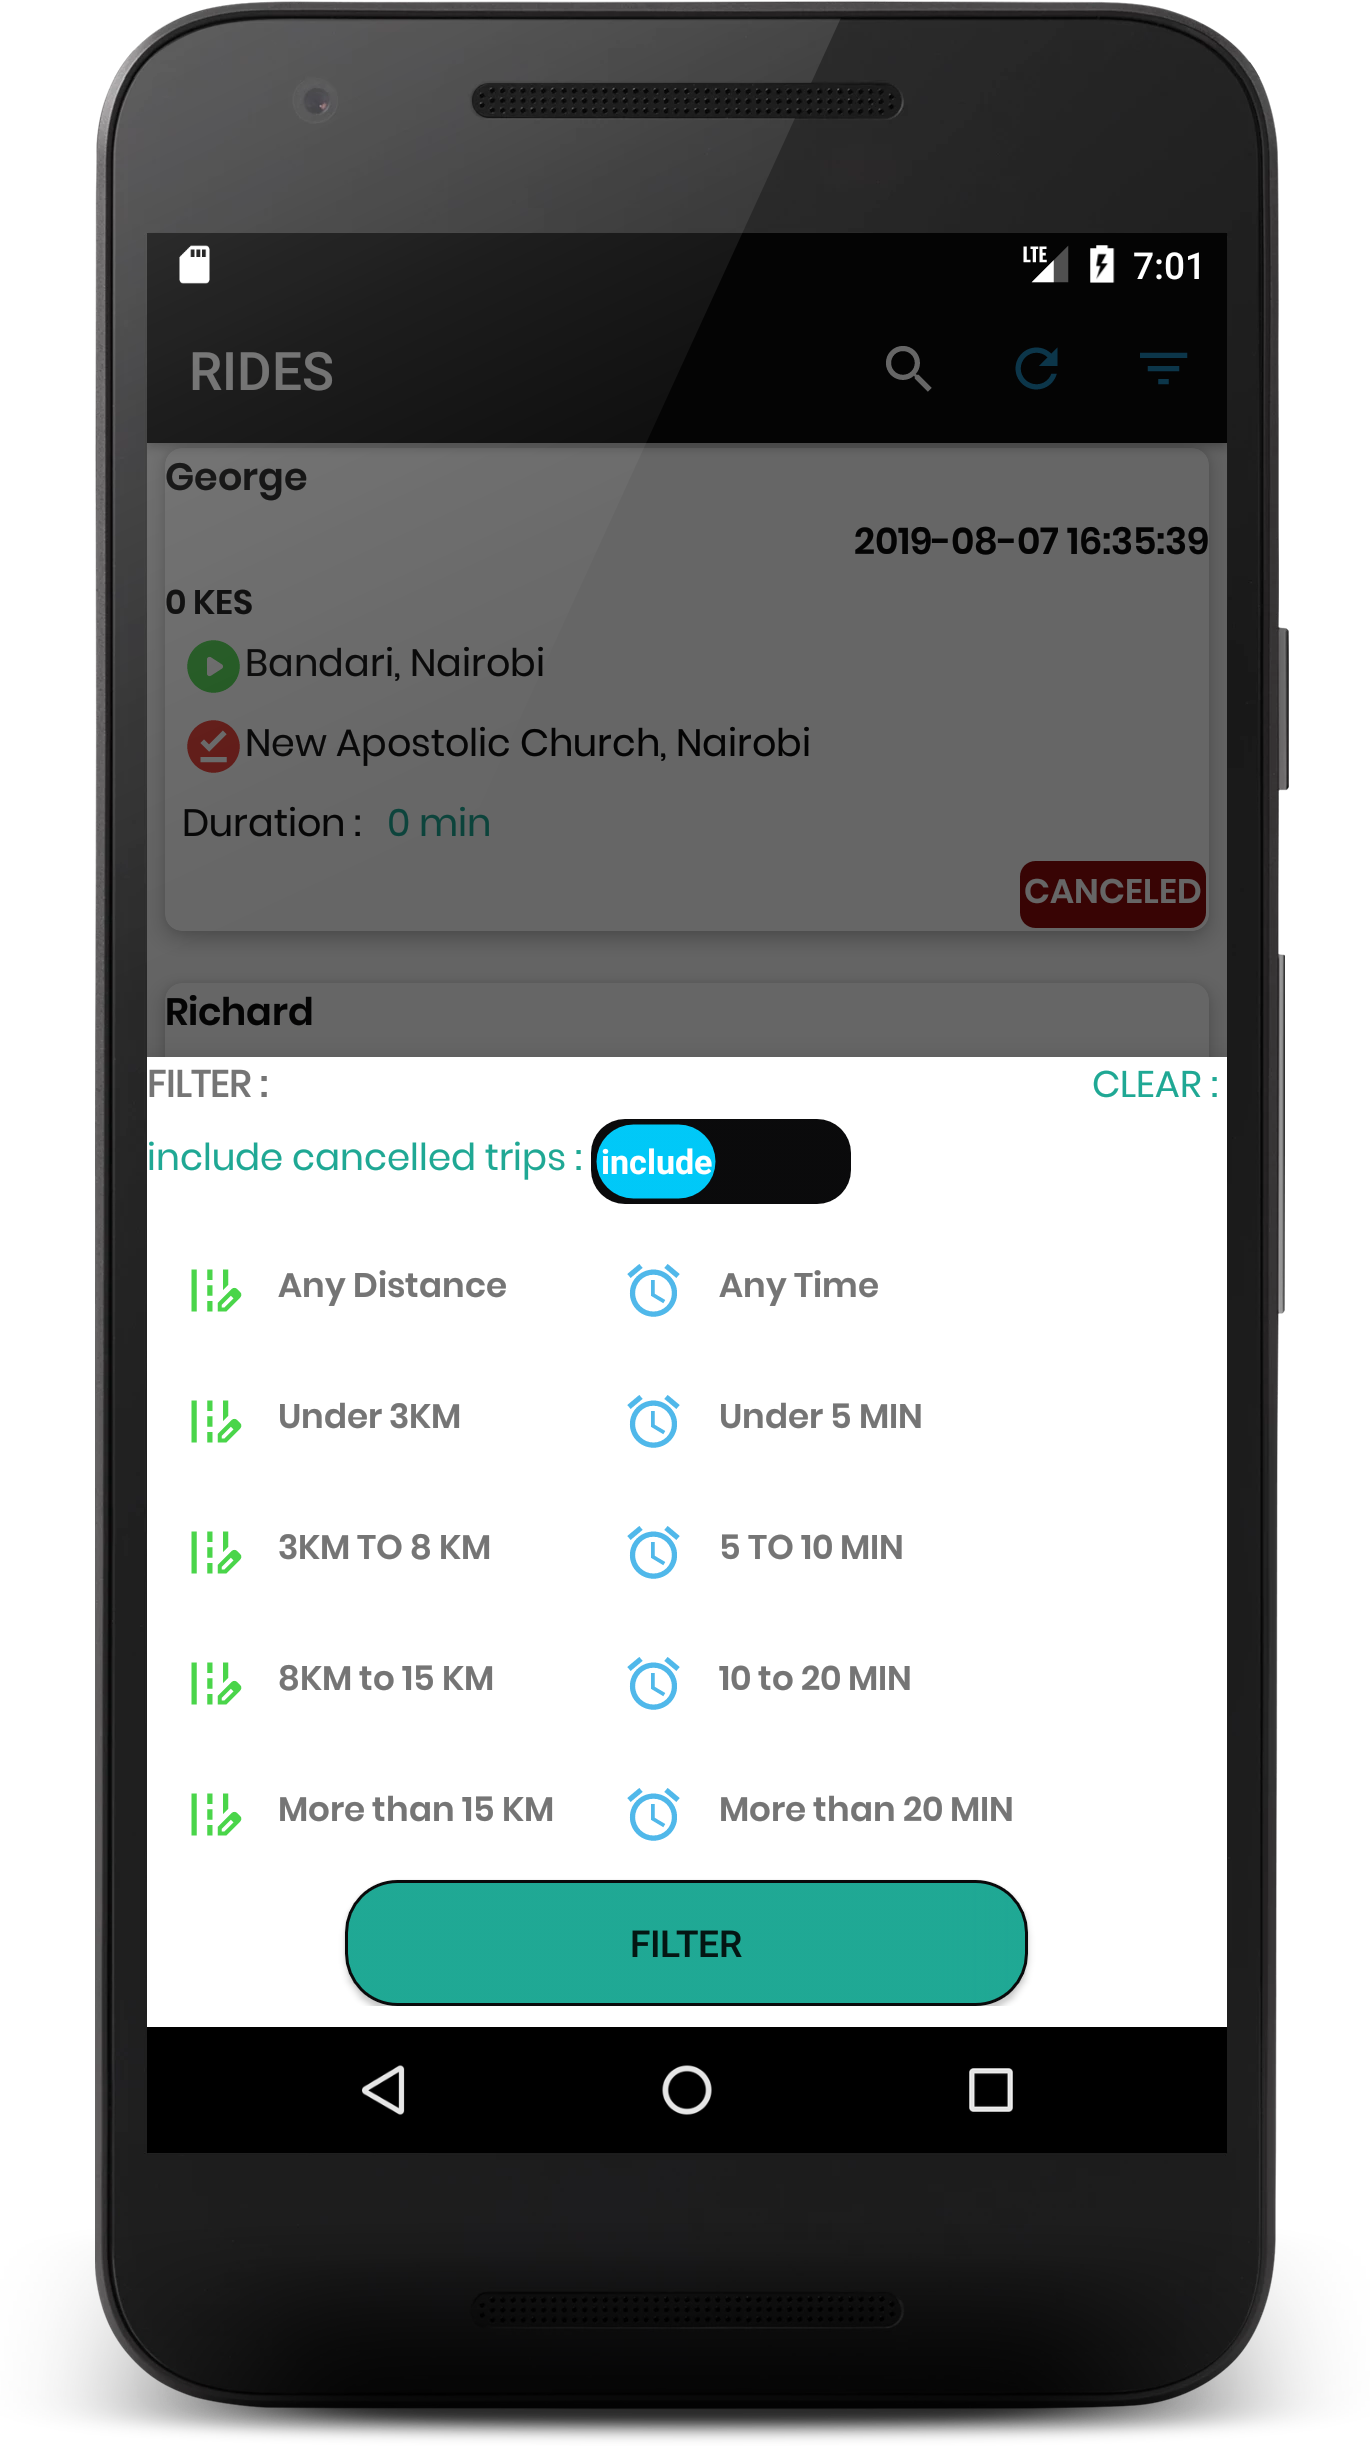 LTE 7:01
RIDES
George
2019-08-07 16:35:39
0 KES
Bandari, Nairobi
New Apostolic Church, Nairobi
Duration : 0 min
CANCELED
Richard
FILTER : CLEAR :
include cancelled trips : include
Any Distance Any Time
Under 3KM Under 5 MIN
3KM TO 8 KM 5 TO 10 MIN
8KM to 15 KM 10 to 20 MIN
More than 15 KM More than 20 MIN
FILTER